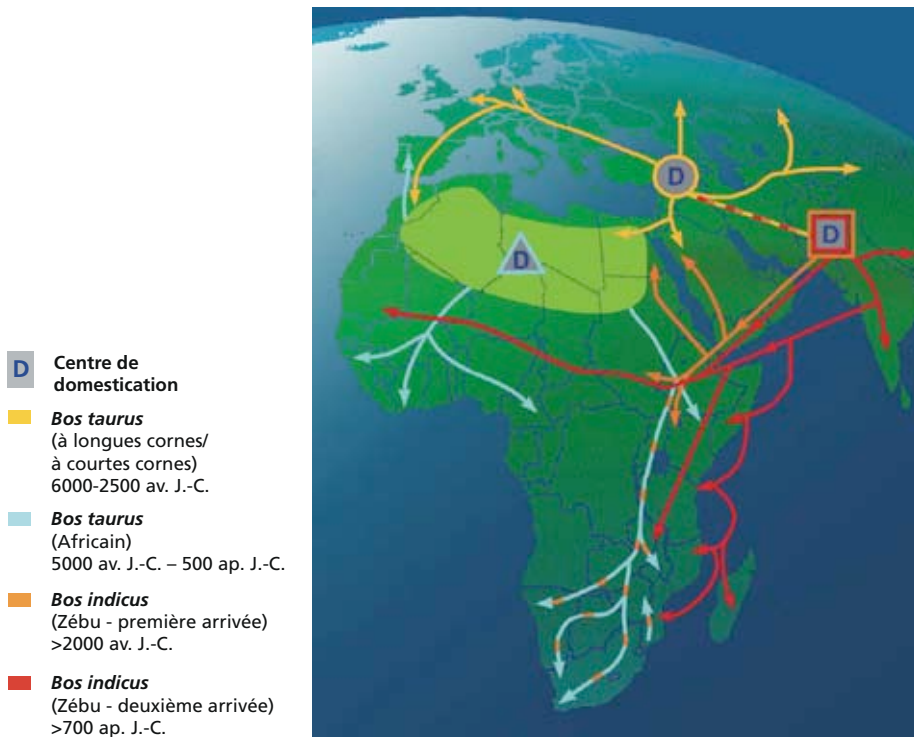 D
D
D
D
Centre de
domestication
Bos taurus
(à longues cornes/
à courtes cornes)
6000-2500 av. J.-C.
Bos taurus
(Africain)
5000 av. J.-C. – 500 ap. J.-C.
Bos indicus
(Zébu - première arrivée)
>2000 av. J.-C.
Bos indicus
(Zébu - deuxième arrivée)
>700 ap. J.-C.